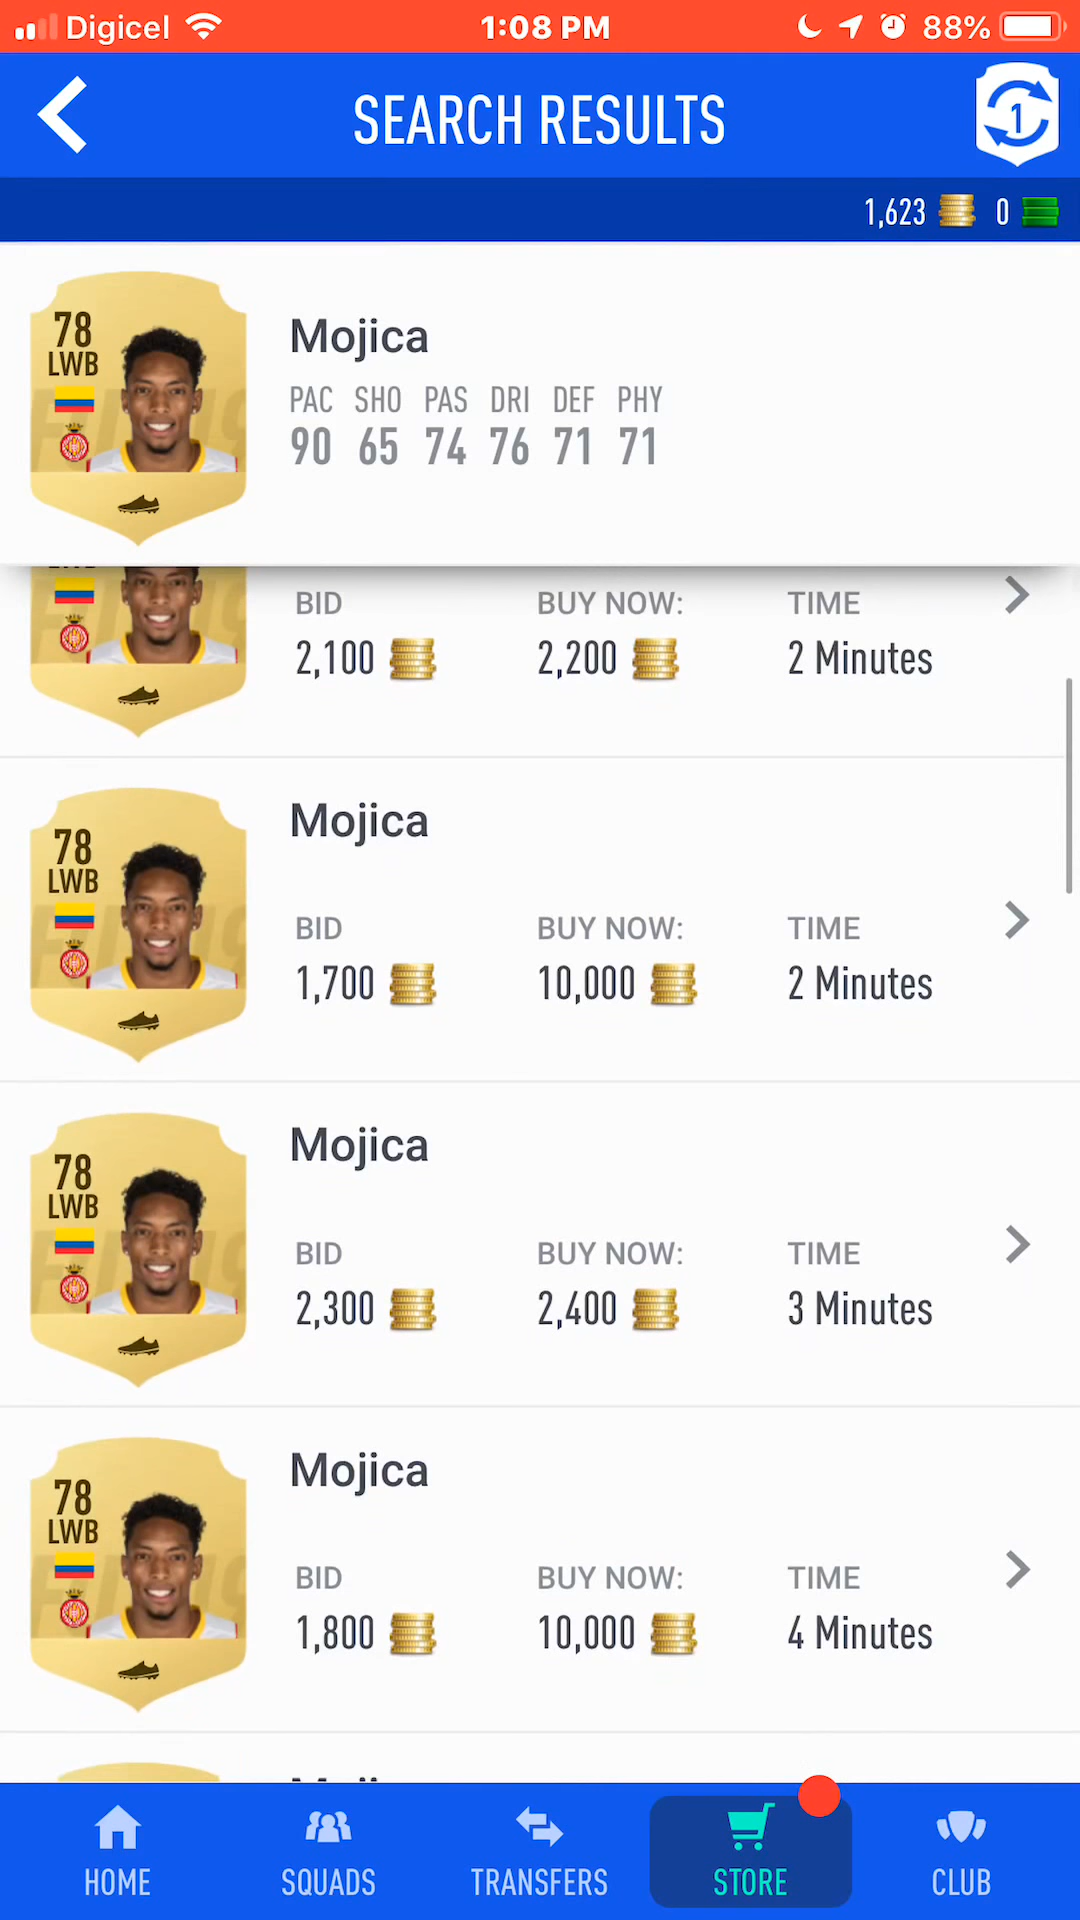 Digicel 1:08 PM 88%
SEARCH RESULTS
1
1,623 0
78
LWB
Mojica
PAC SHO PAS DRI DEF PHY
90 65 74 76 71 71
BID BUY NOW: TIME
2,100 2,200 2 Minutes
78
LWB
Mojica
BID BUY NOW: TIME
1,700 10,000 2 Minutes
78
LWB
Mojica
BID BUY NOW: TIME
2,300 2,400 3 Minutes
78
LWB
Mojica
BID BUY NOW: TIME
1,800 10,000 4 Minutes
HOME SQUADS TRANSFERS STORE CLUB